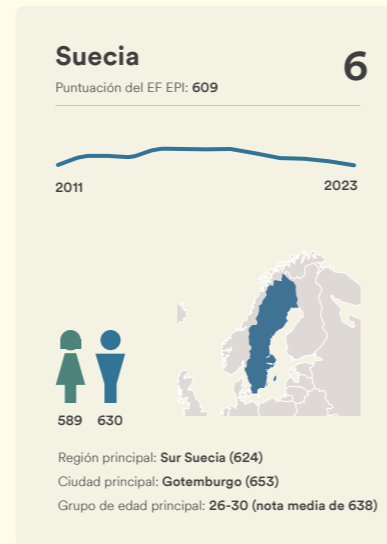 Suecia
6
Puntuación del EF EPI: 609
2011
2023
589 630
Región principal: Sur Suecia (624)
Ciudad principal: Gotemburgo (653)
Grupo de edad principal: 26-30 (nota media de 638)